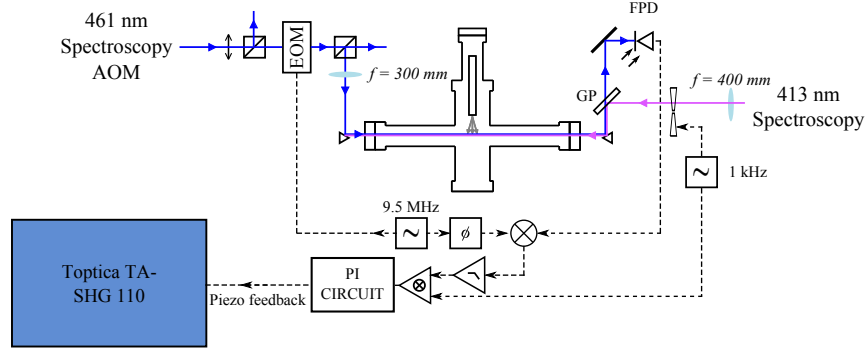 461 nm
Spectroscopy
AOM
EOM
f = 300 mm
FPD
GP
f = 400 mm
413 nm
Spectroscopy
~
1 kHz
9.5 MHz
~
ϕ
Toptica TA-
SHG 110
Piezo feedback
PI
CIRCUIT